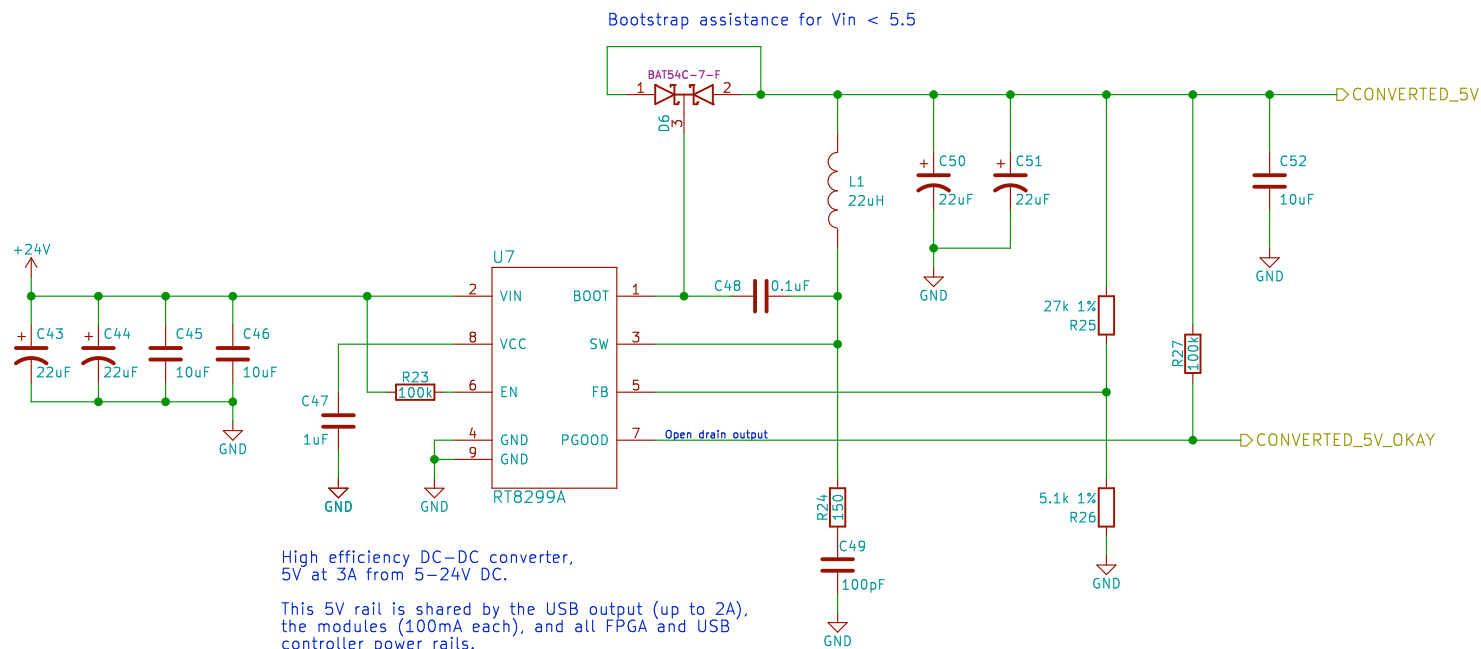 Bootstrap assistance for Vin < 5.5
BAT54C-7-F
1
2
D6
3
CONVERTED_5V
+ C50
22uF
+ C51
22uF
C52
10uF
L1
22uH
GND
GND
+24V
U7
2 VIN
BOOT 1
C48 0.1uF
8 VCC
SW 3
6 EN
FB 5
4 GND
PGOOD 7
9 GND
RT8299A
+ C43
22uF
+ C44
22uF
C45
10uF
C46
10uF
GND
R23
100k
C47
1uF
GND
GND
27k 1%
R25
R27
100k
Open drain output
CONVERTED_5V_OKAY
R24
150
5.1k 1%
R26
C49
100pF
GND
GND
High efficiency DC-DC converter,
5V at 3A from 5-24V DC.
This 5V rail is shared by the USB output (up to 2A),
the modules (100mA each), and all FPGA and USB
controller power rails.